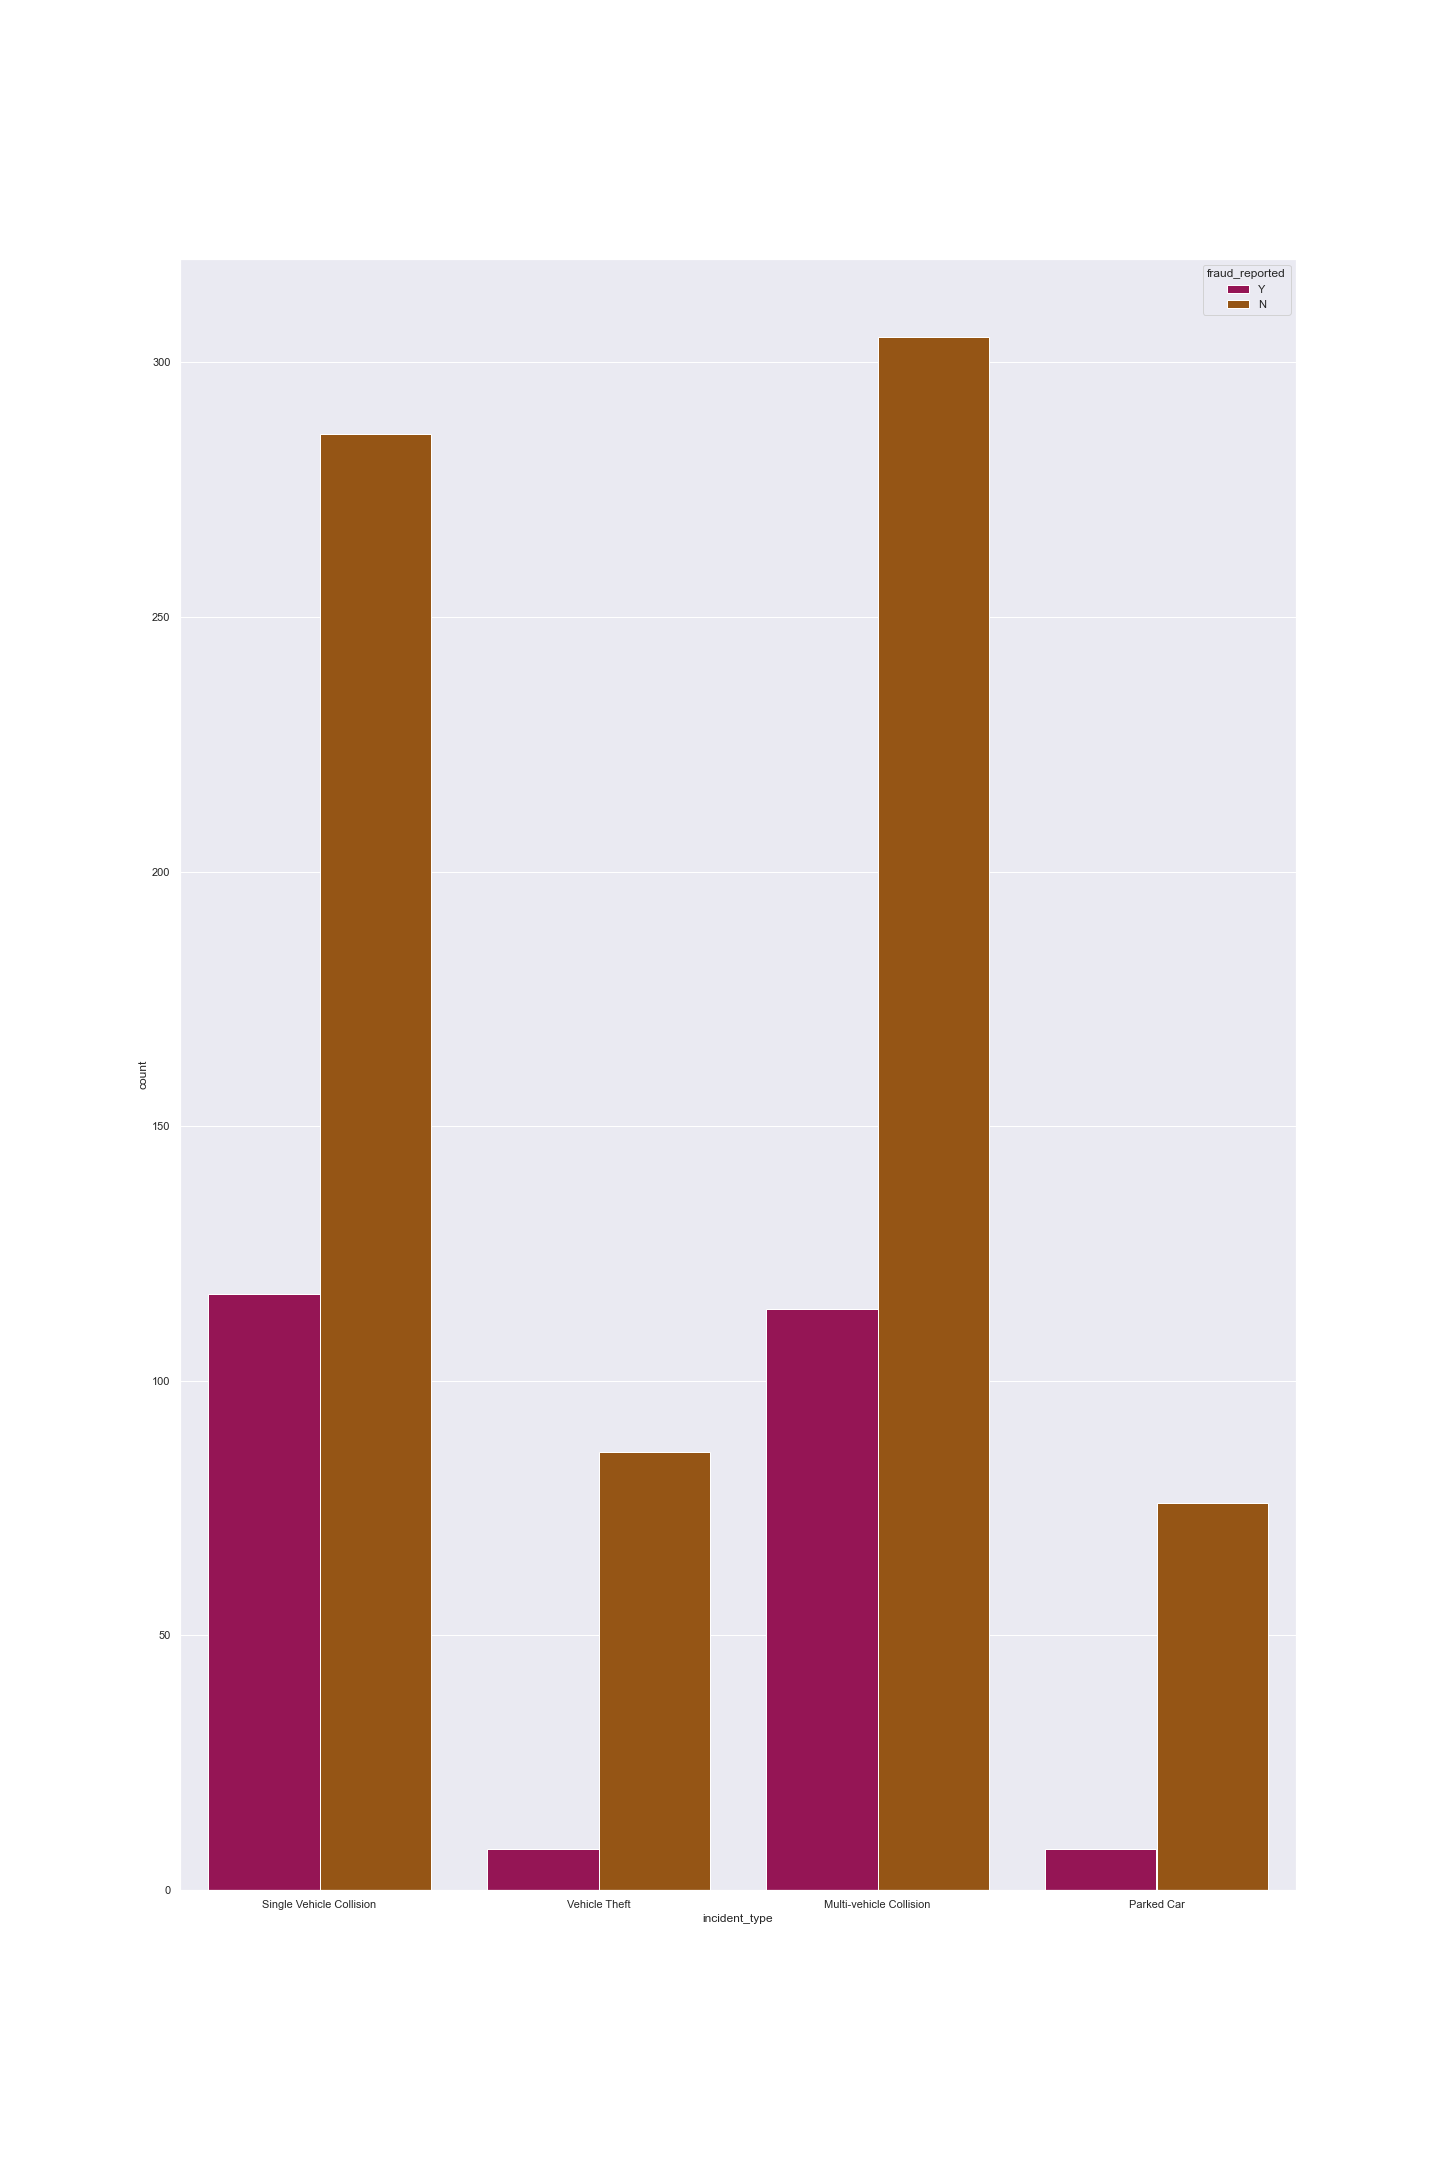 fraud_reported
Y
N
300
250
200
150
100
50
0
count
Single Vehicle Collision
Vehicle Theft
Multi-vehicle Collision
Parked Car
incident_type